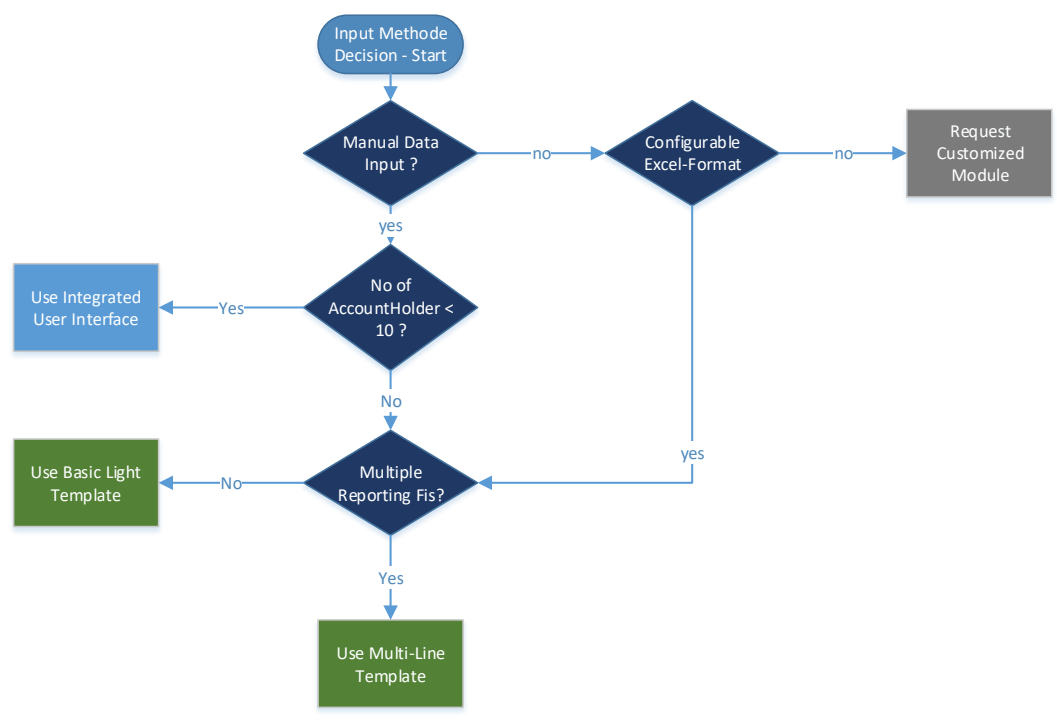 Input Methode
Decision - Start
Manual Data
Input ?
no
Configurable
Excel-Format
no
Request
Customized
Module
yes
No of
AccountHolder <
10 ?
Yes
Use Integrated
User Interface
No
yes
Multiple
Reporting Fis?
No
Use Basic Light
Template
Yes
Use Multi-Line
Template